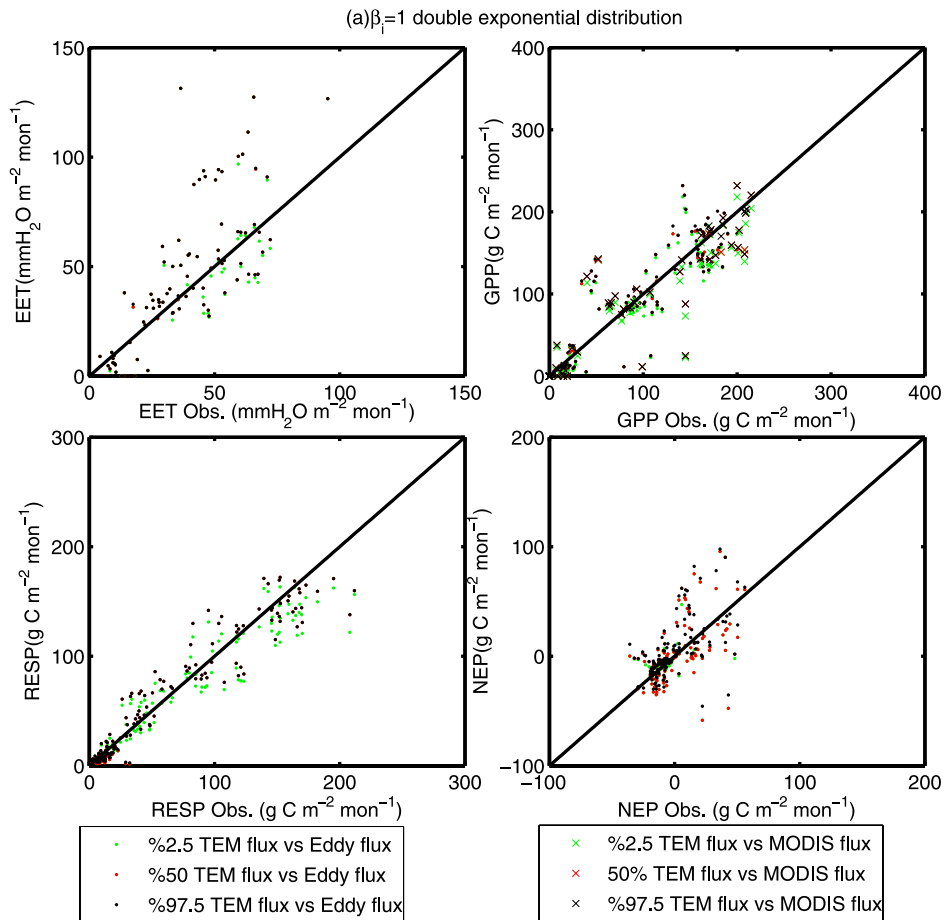 (a)βi=1 double exponential distribution
150
100
50
0
0
50
100
150
EET(mmH2O m−2 mon−1)
EET Obs. (mmH2O m−2 mon−1)
400
300
200
100
0
0
100
200
300
400
GPP(g C m−2 mon−1)
GPP Obs. (g C m−2 mon−1)
300
200
100
0
0
100
200
300
RESP(g C m−2 mon−1)
RESP Obs. (g C m−2 mon−1)
200
100
0
−100
−100
0
100
200
NEP(g C m−2 mon−1)
NEP Obs. (g C m−2 mon−1)
%2.5 TEM flux vs Eddy flux
%50 TEM flux vs Eddy flux
%97.5 TEM flux vs Eddy flux
%2.5 TEM flux vs MODIS flux
50% TEM flux vs MODIS flux
%97.5 TEM flux vs MODIS flux